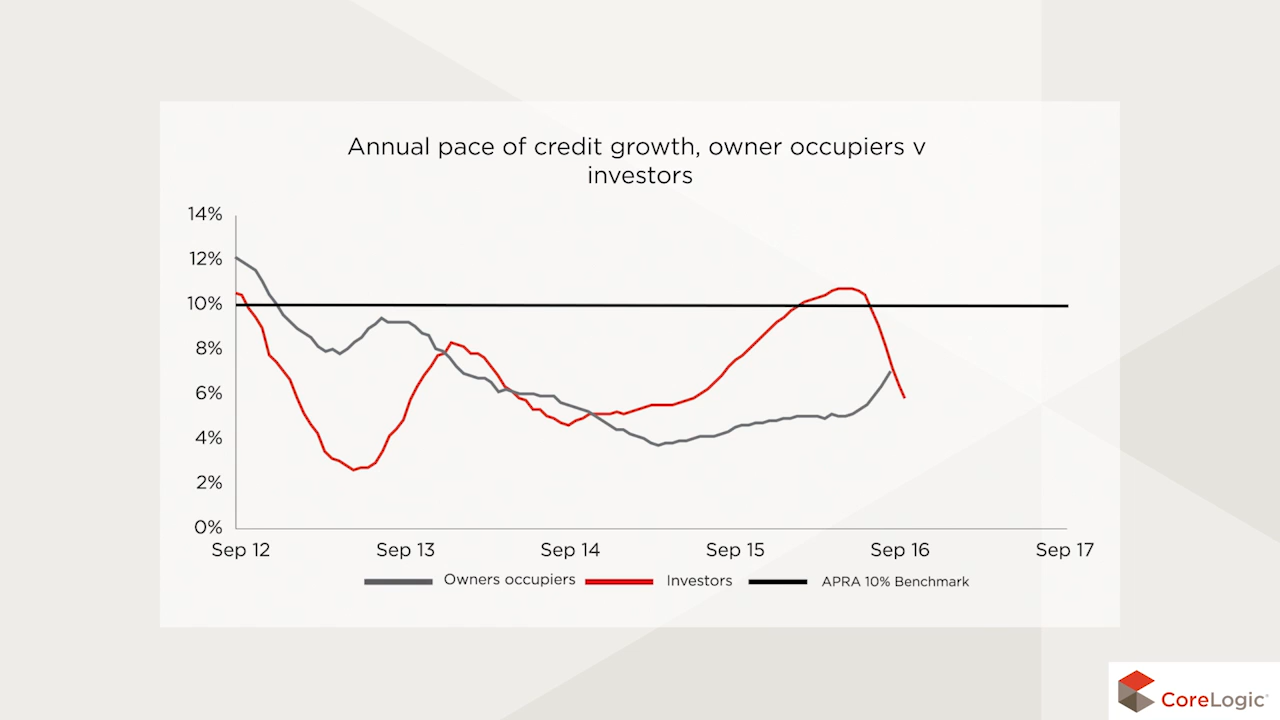 Annual pace of credit growth, owner occupiers v
investors
14%
12%
10%
8%
6%
4%
2%
0%
Sep 12 Sep 13 Sep 14 Sep 15 Sep 16 Sep 17
Owners occupiers Investors APRA 10% Benchmark
CoreLogic